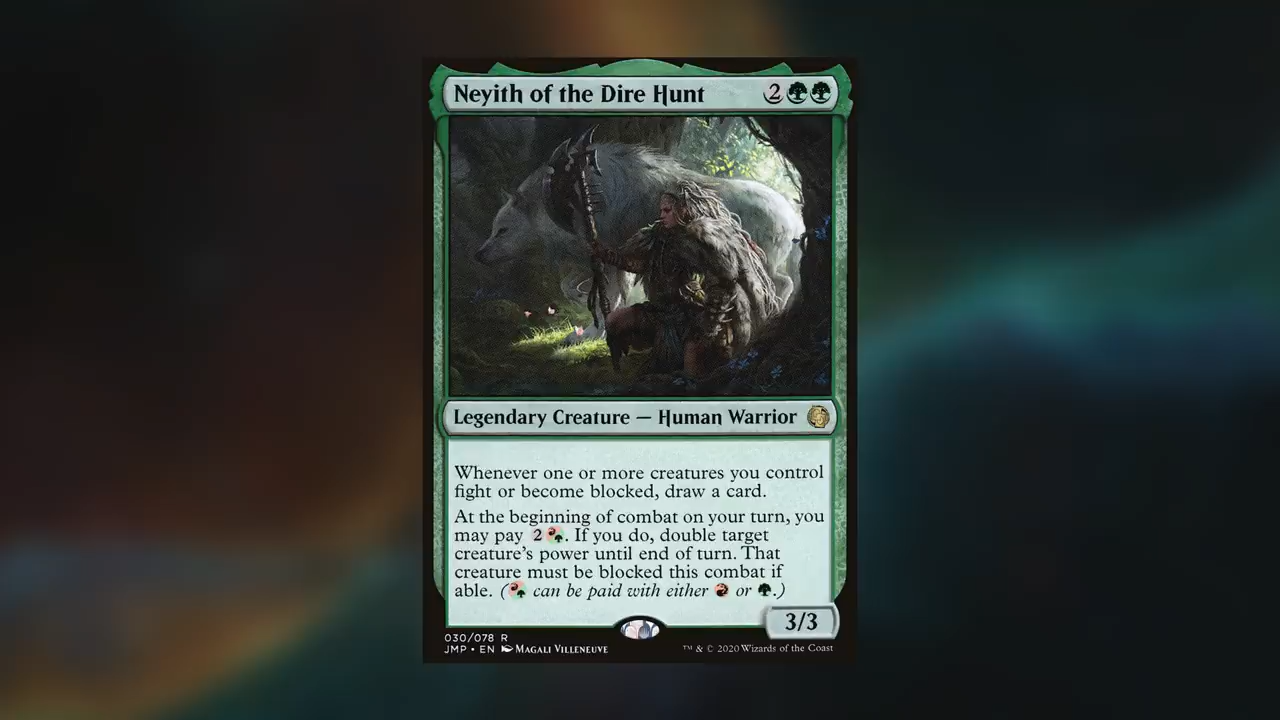 Neyith of the Dire Hunt 2
Legendary Creature — Human Warrior
Whenever one or more creatures you control
fight or become blocked, draw a card.
At the beginning of combat on your turn, you
may pay 2 . If you do, double target
creature's power until end of turn. That
creature must be blocked this combat if
able. ( can be paid with either or .)
3/3
030/078 R
JMP • EN Magali Villeneuve
™ & © 2020 Wizards of the Coast